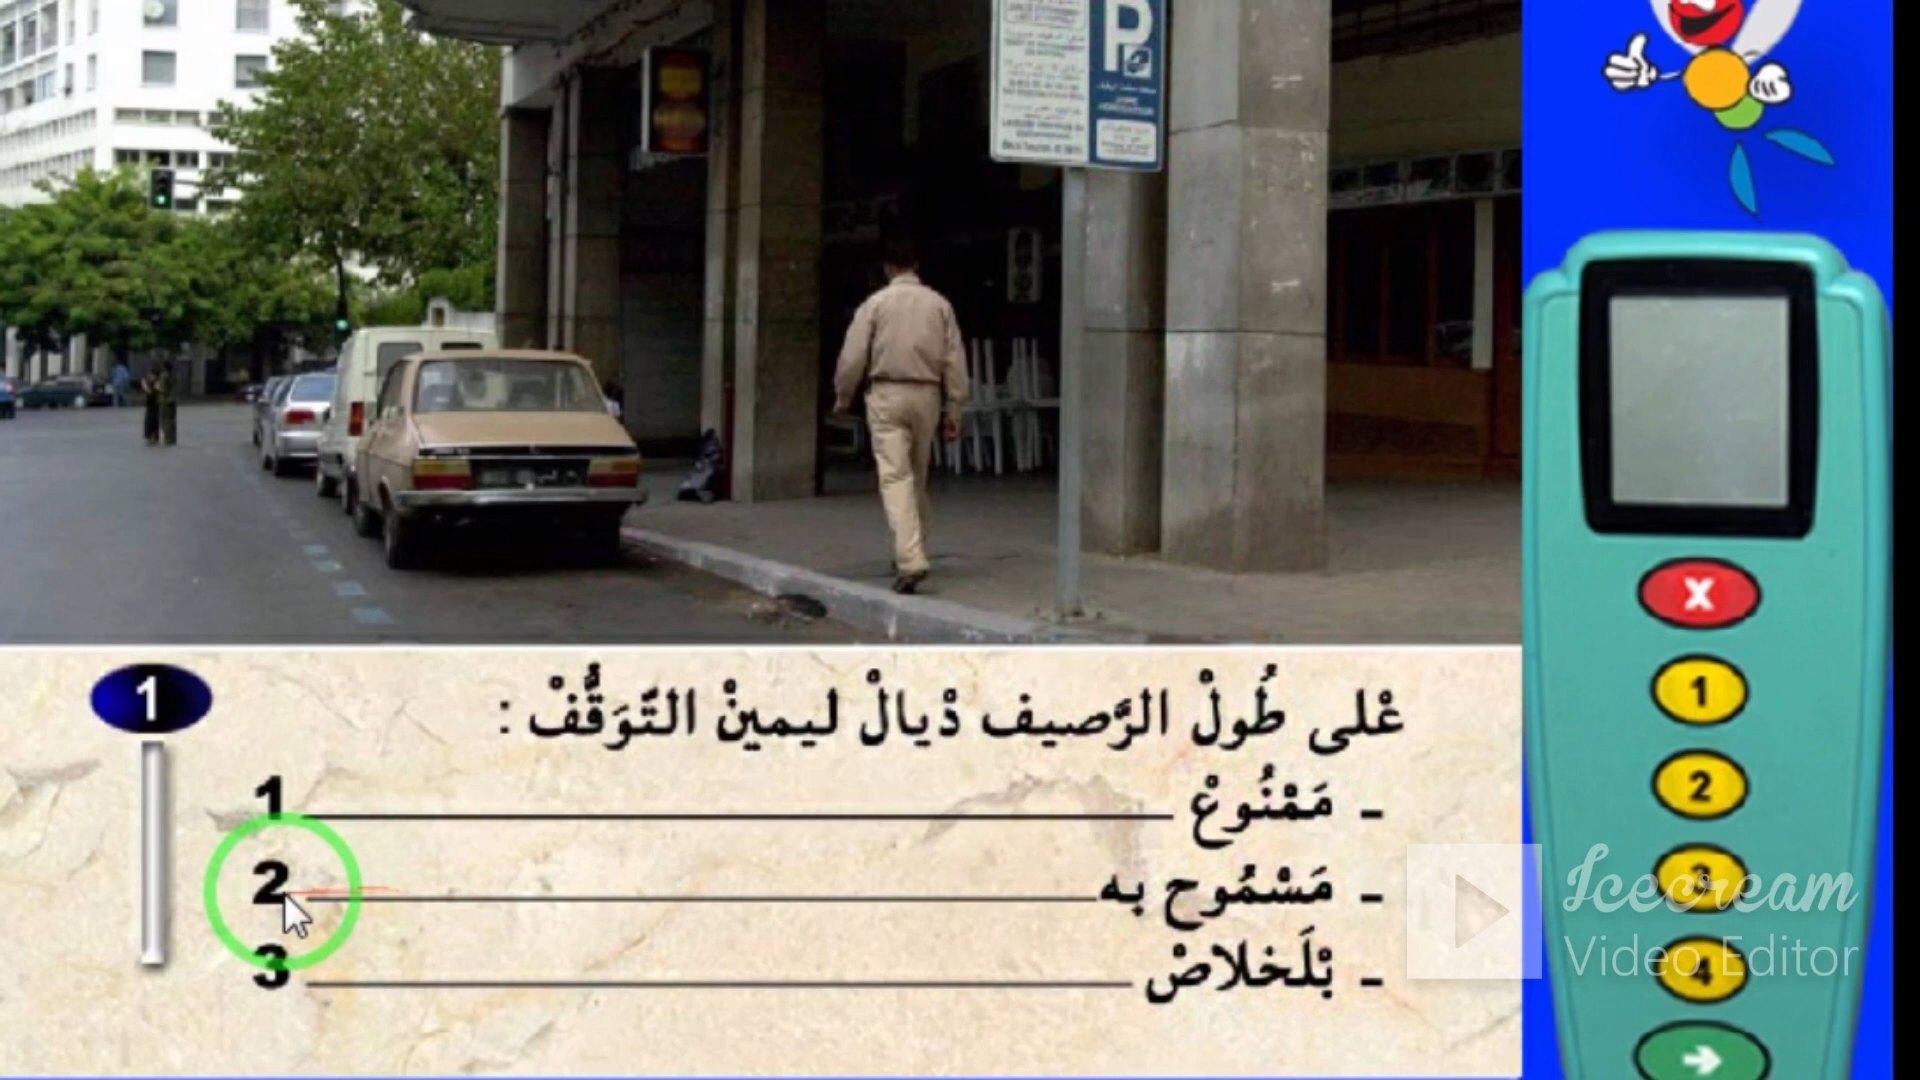 P
1
عْلى طُولْ الرَّصيف ذْيالْ ليمينْ التَّوَقُّفْ :
ـ مَمْنُوعْ 1
ـ مَسْمُوح به 2
ـ بْلَخلاصْ 3
X
1
2
3
4
Icecream
Video Editor